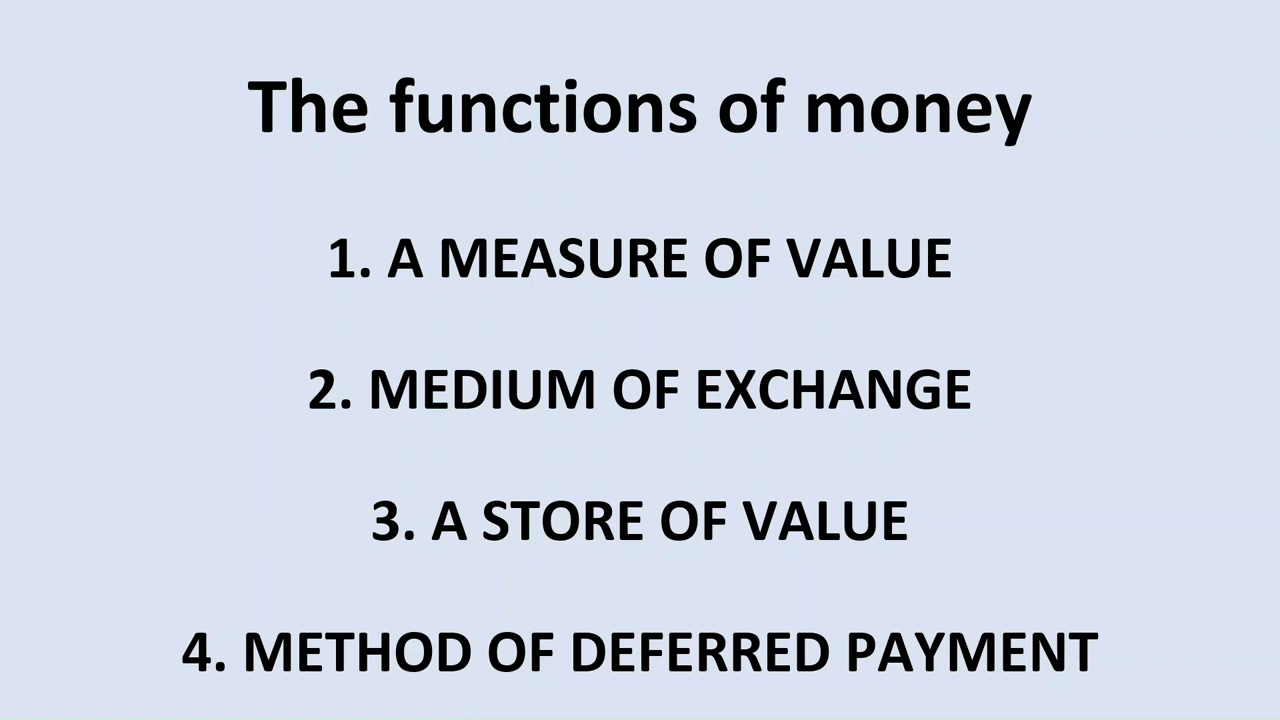 The functions of money
1. A MEASURE OF VALUE
2. MEDIUM OF EXCHANGE
3. A STORE OF VALUE
4. METHOD OF DEFERRED PAYMENT